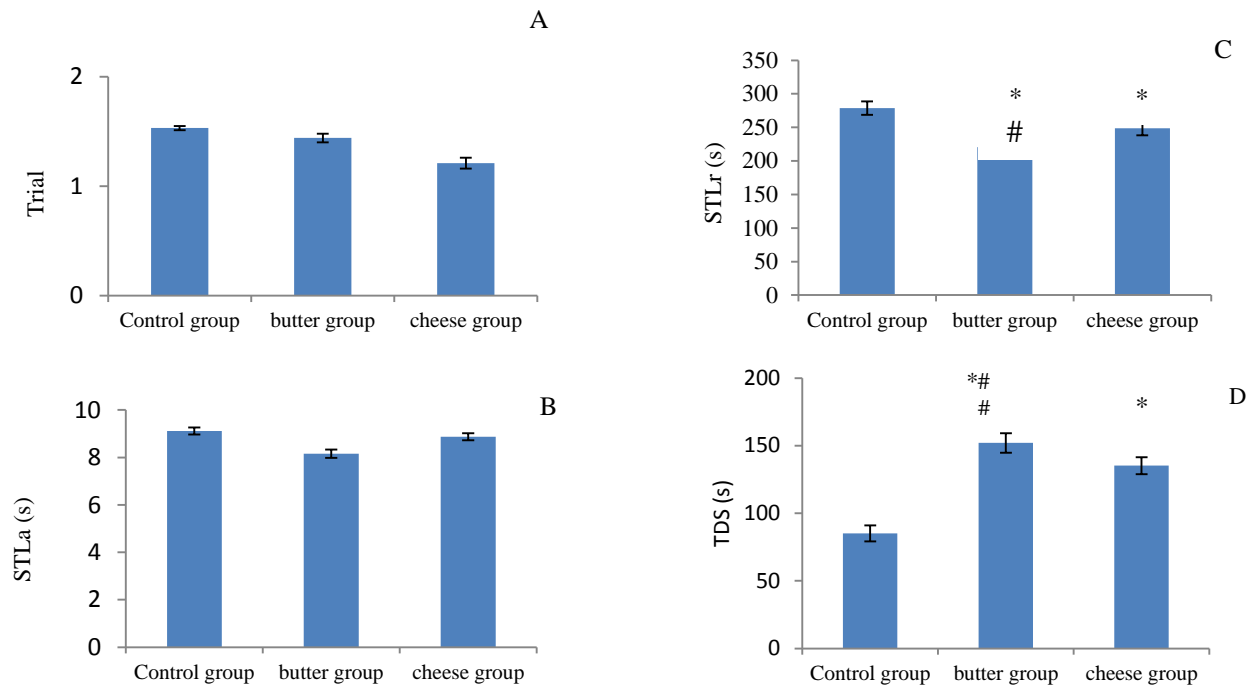 A
2
1
0
Trial
Control group butter group cheese group
B
10
8
6
4
2
0
STLa (s)
Control group butter group cheese group
C
350
300
250
200
150
100
50
0
STLr (s)
*
#
*
Control group butter group cheese group
D
200
150
100
50
0
TDS (s)
*#
#
*
Control group butter group cheese group